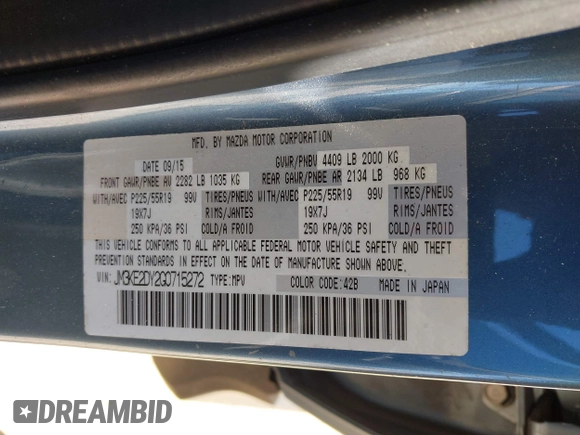 MFD. BY MAZDA MOTOR CORPORATION
DATE 09/15 GVWR/PNBV 4409 LB 2000 KG
FRONT GAWR/PNBE AV 2282 LB 1035 KG REAR GAWR/PNBE AR 2134 LB 968 KG
WITH/AVEC P225/55R19 99V TIRES/PNEUS WITH/AVEC P225/55R19 99V TIRES/PNEUS
19X7J RIMS/JANTES 19X7J RIMS/JANTES
250 KPA/36 PSI COLD/A FROID 250 KPA/36 PSI COLD/A FROID
THIS VEHICLE CONFORMS TO ALL APPLICABLE FEDERAL MOTOR VEHICLE SAFETY AND THEFT
PREVENTION STANDARDS IN EFFECT ON THE DATE OF MANUFACTURE SHOWN ABOVE.
VIN: JM3KE2DY2G0715272 TYPE:MPV COLOR CODE:42B MADE IN JAPAN
DREAMBID